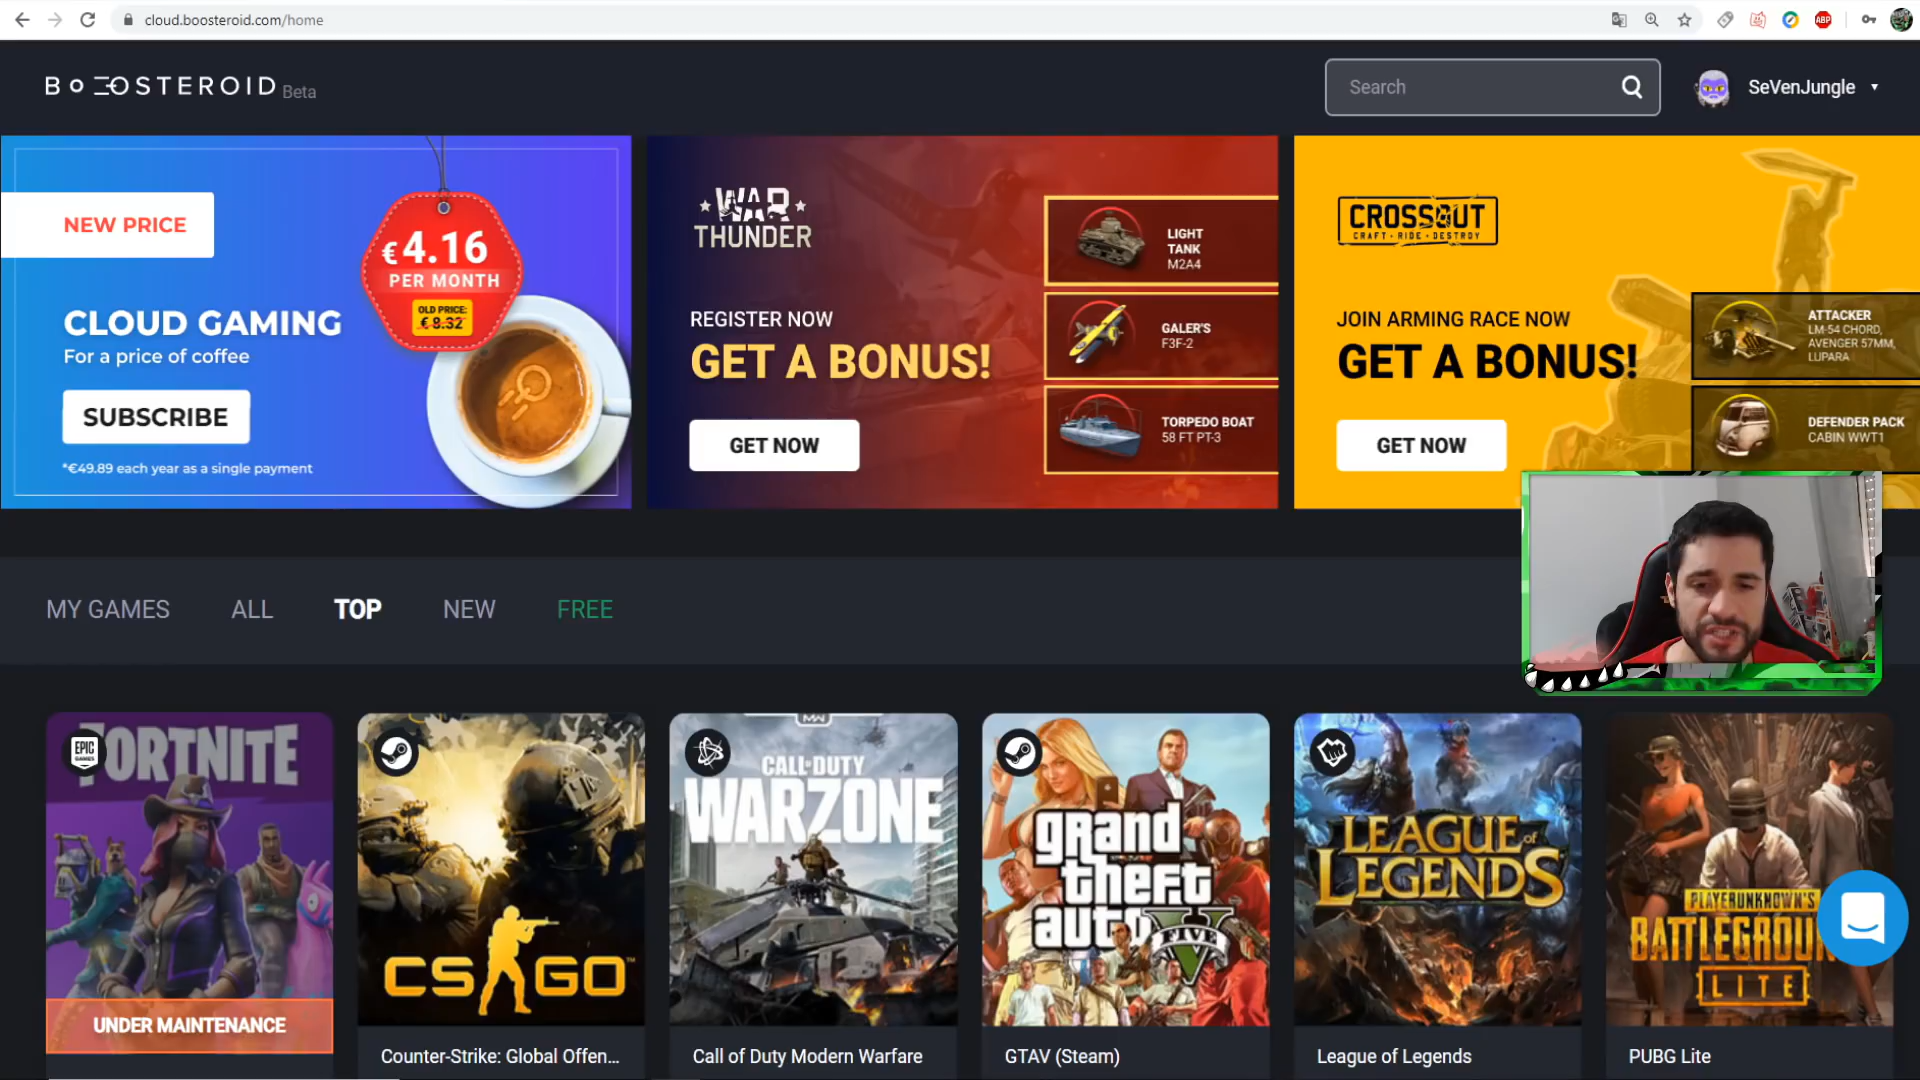 cloud.boosteroid.com/home
BOOSTEROID Beta
Search
SeVenJungle
NEW PRICE
€4.16
PER MONTH
OLD PRICE:
€8.32
CLOUD GAMING
For a price of coffee
SUBSCRIBE
*€49.89 each year as a single payment
WAR
THUNDER
REGISTER NOW
GET A BONUS!
GET NOW
LIGHT
TANK
M2A4
GALER'S
F3F-2
TORPEDO BOAT
58 FT PT-3
CROSSOUT
CRAFT · RIDE · DESTROY
JOIN ARMING RACE NOW
GET A BONUS!
GET NOW
ATTACKER
LM-54 CHORD,
AVENGER 57MM,
LUPARA
DEFENDER PACK
CABIN WWT1
MY GAMES
ALL
TOP
NEW
FREE
EPIC
GAMES
FORTNITE
UNDER MAINTENANCE
CS GO
Counter-Strike: Global Offen...
MW
CALL OF DUTY
WARZONE
Call of Duty Modern Warfare
grand
theft
auto V
FIVE
GTAV (Steam)
LEAGUE of
LEGENDS
League of Legends
PLAYERUNKNOWN'S
BATTLEGROUN
LITE
PUBG Lite
ABP